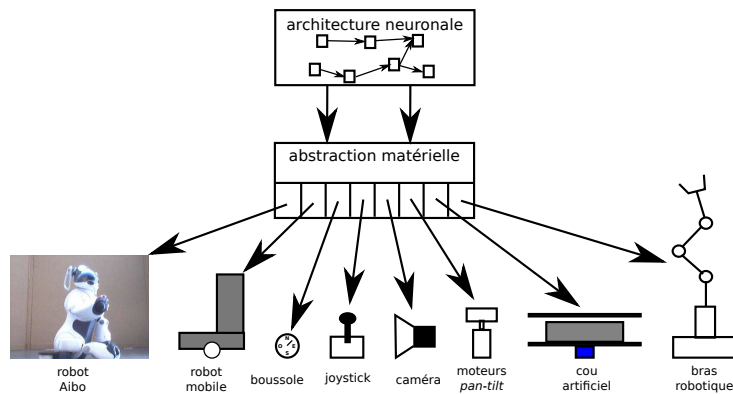 architecture neuronale
abstraction matérielle
N
O E
S
robot
Aibo
robot
mobile
boussole
joystick
caméra
moteurs
pan-tilt
cou
artificiel
bras
robotique